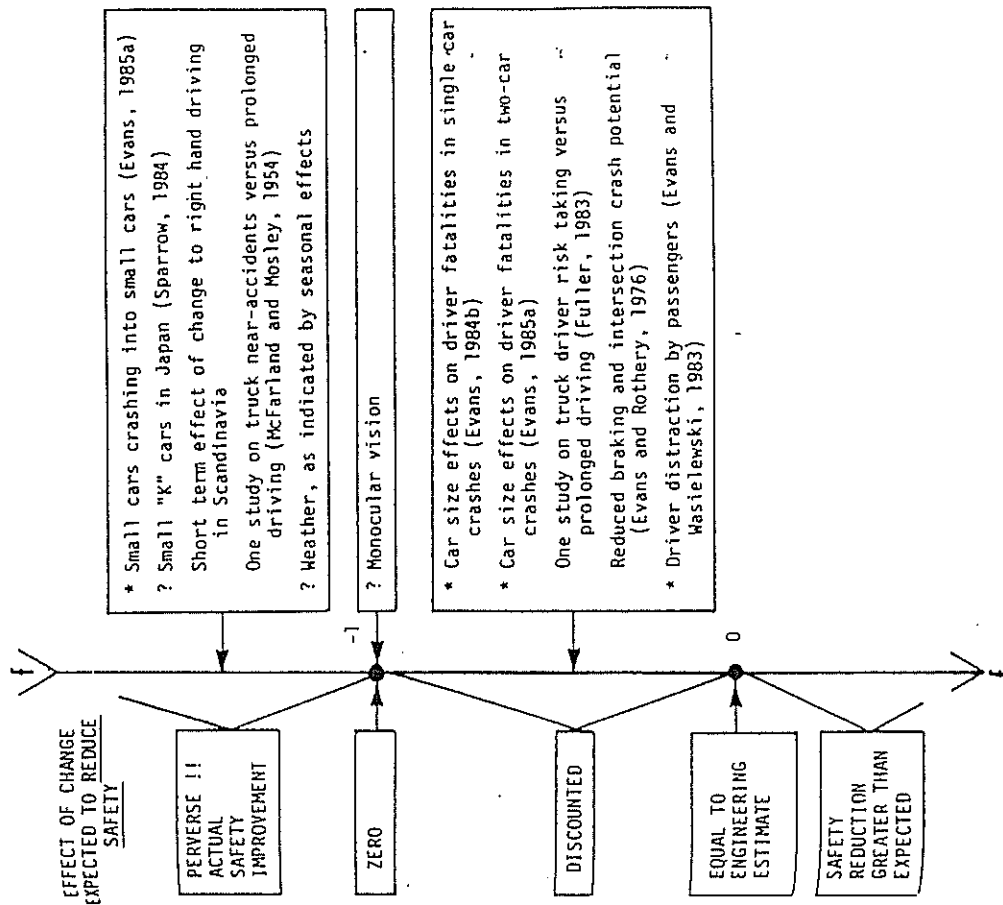 EFFECT OF CHANGE
EXPECTED TO REDUCE
SAFETY
f
PERVERSE !!
ACTUAL
SAFETY
IMPROVEMENT
* Small cars crashing into small cars (Evans, 1985a)
? Small "K" cars in Japan (Sparrow, 1984)
Short term effect of change to right hand driving
in Scandinavia
One study on truck near-accidents versus prolonged
driving (McFarland and Mosley, 1954)
? Weather, as indicated by seasonal effects
ZERO
-1
? Monocular vision
DISCOUNTED
* Car size effects on driver fatalities in single car
crashes (Evans, 1984b)
* Car size effects on driver fatalities in two-car
crashes (Evans, 1985a)
One study on truck driver risk taking versus
prolonged driving (Fuller, 1983)
Reduced braking and intersection crash potential
(Evans and Rothery, 1976)
* Driver distraction by passengers (Evans and
Wasielewski, 1983)
EQUAL TO
ENGINEERING
ESTIMATE
0
SAFETY
REDUCTION
GREATER THAN
EXPECTED
f